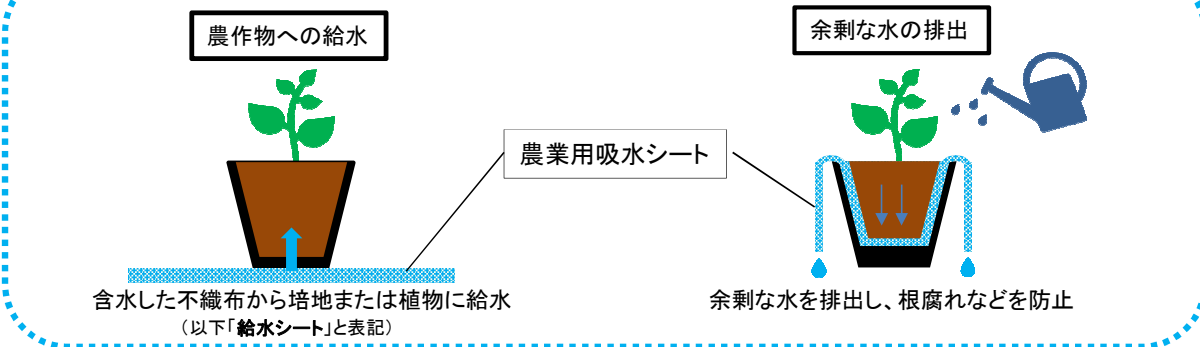 農作物への給水
余剰な水の排出
農業用吸水シート
含水した不織布から培地または植物に給水
（以下「給水シート」と表記）
余剰な水を排出し、根腐れなどを防止